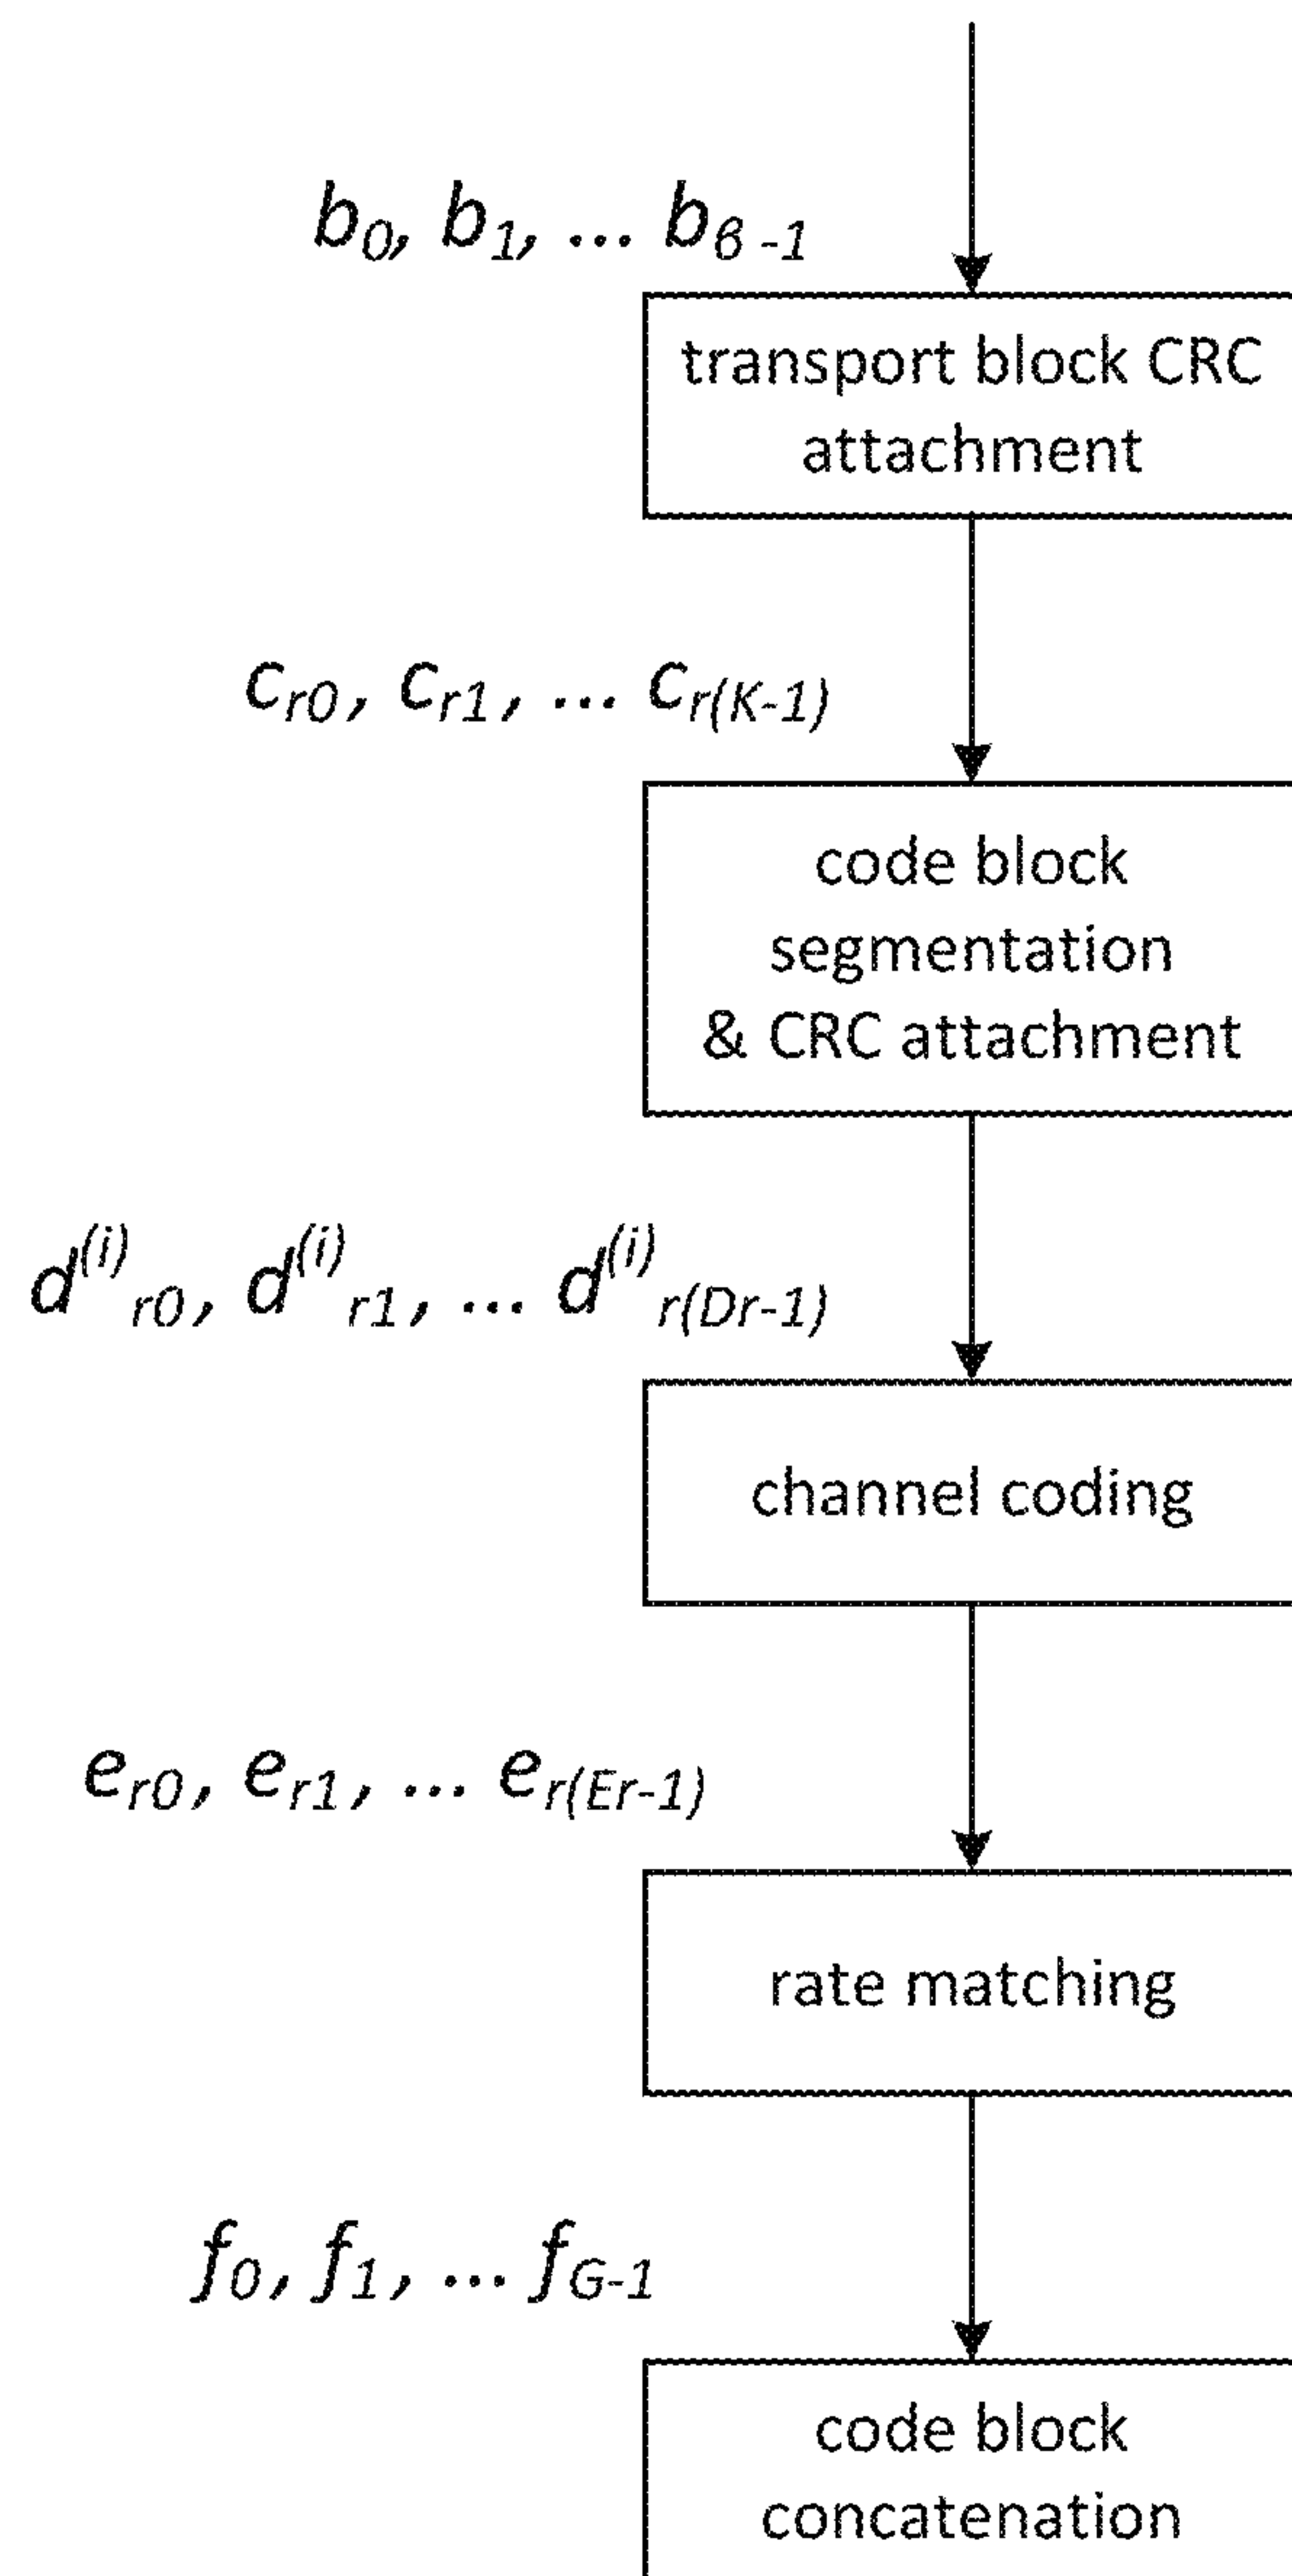 b0, b1, ... bβ-1
transport block CRC
attachment
cr0, cr1, ... cr(K-1)
code block
segmentation
& CRC attachment
d(i)r0, d(i)r1, ... d(i)r(Dr-1)
channel coding
er0, er1, ... er(Er-1)
rate matching
f0, f1, ... fG-1
code block
concatenation